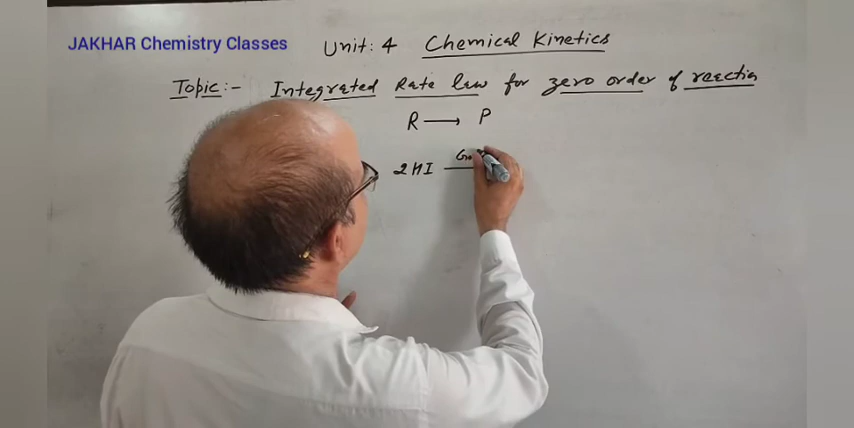 JAKHAR Chemistry Classes
Unit: 4 Chemical Kinetics
Topic:- Integrated Rate law for zero order of reaction
R ⟶ P
2HI